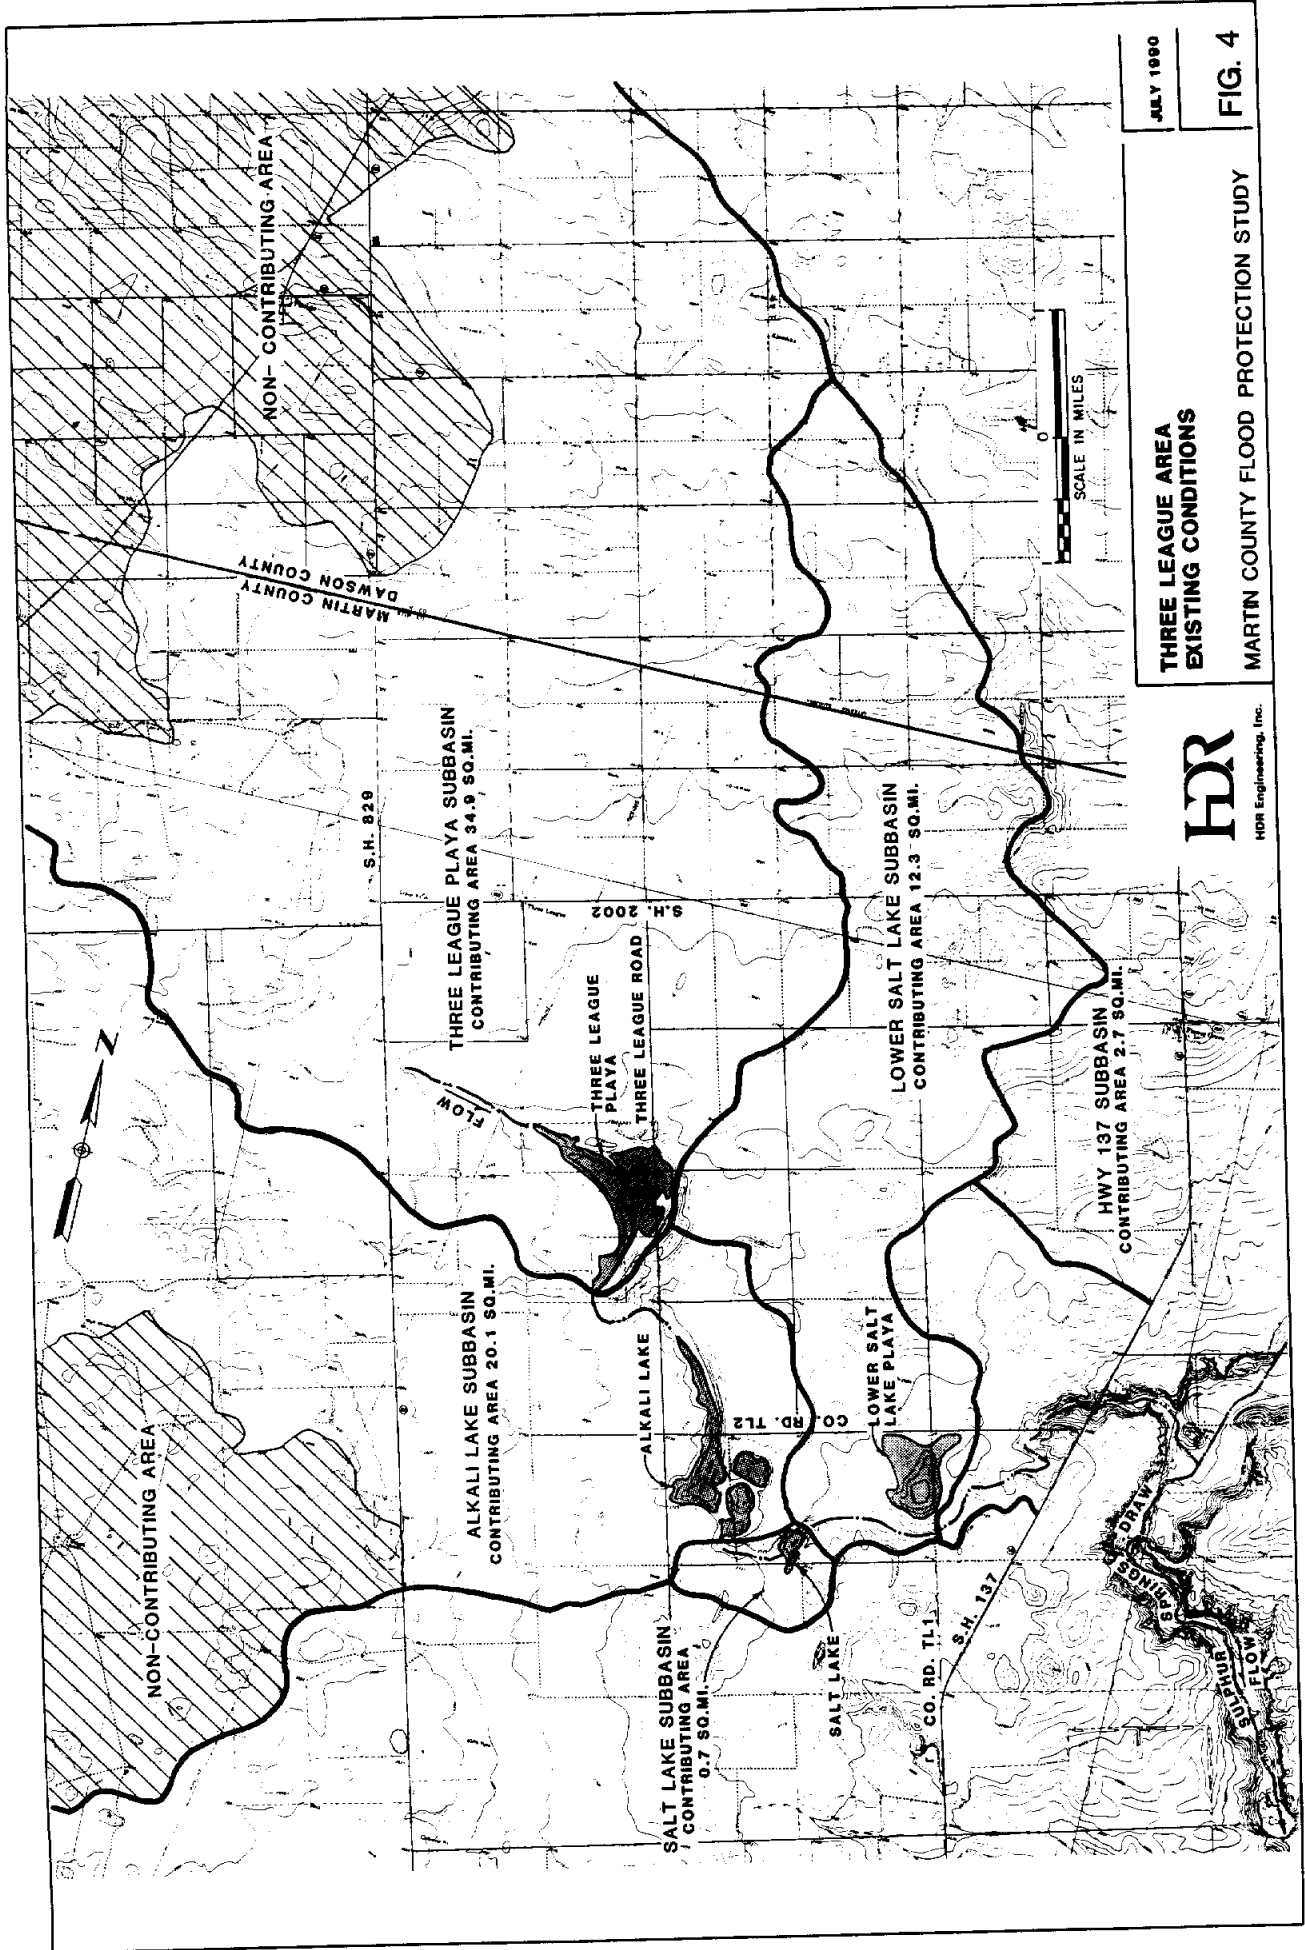 NON-CONTRIBUTING AREA
NON-CONTRIBUTING AREA
MARTIN COUNTY
DAWSON COUNTY
S.H. 829
THREE LEAGUE PLAYA SUBBASIN
CONTRIBUTING AREA 34.9 SQ.MI.
S.H. 2002
N
FLOW
THREE LEAGUE
PLAYA
THREE LEAGUE ROAD
ALKALI LAKE SUBBASIN
CONTRIBUTING AREA 20.1 SQ.MI.
ALKALI LAKE
CO. RD. TL2
LOWER SALT LAKE SUBBASIN
CONTRIBUTING AREA 12.3 SQ.MI.
LOWER SALT
LAKE PLAYA
HWY 137 SUBBASIN
CONTRIBUTING AREA 2.7 SQ.MI.
SALT LAKE SUBBASIN
CONTRIBUTING AREA
0.7 SQ.MI.
SALT LAKE
CO. RD. TL1
S.H. 137
SULPHUR SPRINGS DRAW
FLOW
0
SCALE IN MILES
THREE LEAGUE AREA
EXISTING CONDITIONS
MARTIN COUNTY FLOOD PROTECTION STUDY
JULY 1990
FIG. 4
HDR
HDR Engineering, Inc.